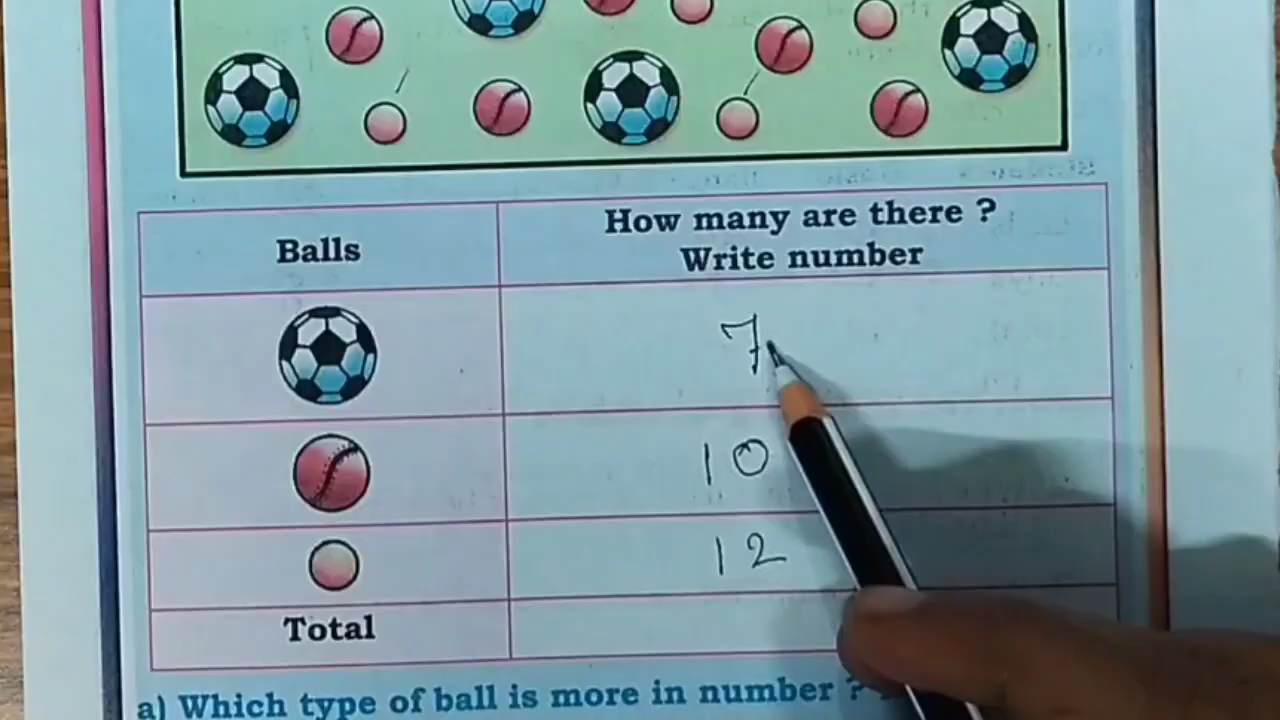 Balls
How many are there ?
Write number
7
10
12
Total
a) Which type of ball is more in number ?